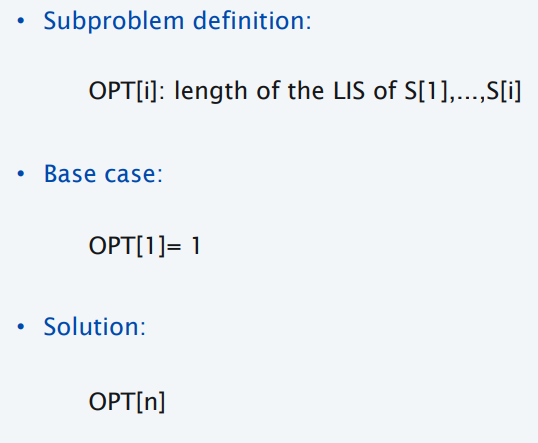 • Subproblem definition:
OPT[i]: length of the LIS of S[1],...,S[i]
• Base case:
OPT[1]= 1
• Solution:
OPT[n]